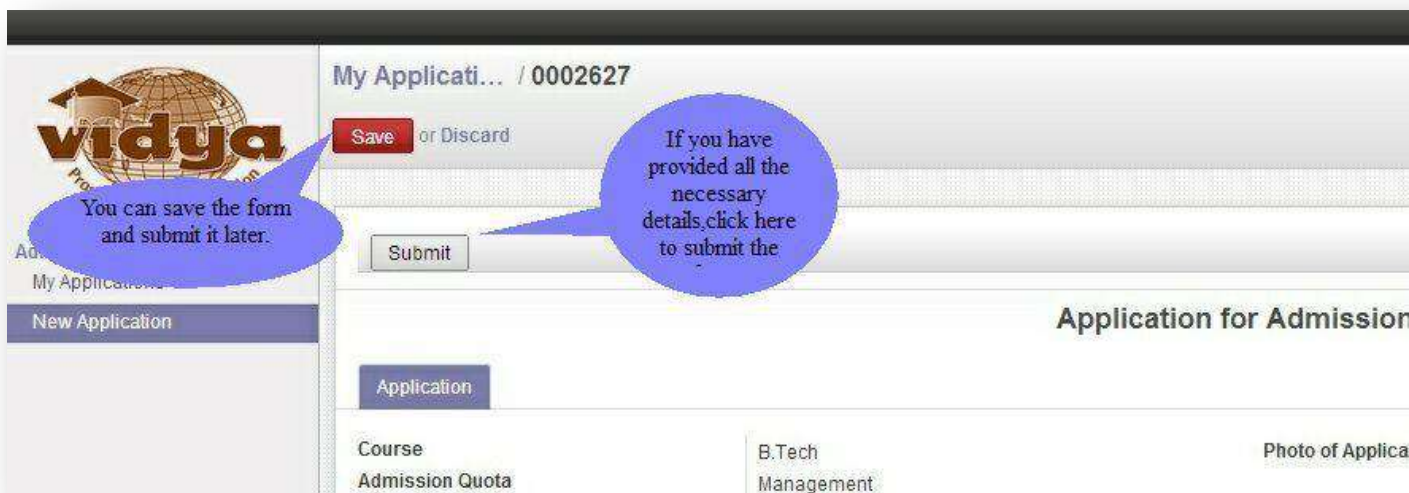 My Applicati... / 0002627
vidya
Save or Discard
If you have
provided all the
necessary
details,click here
to submit the
You can save the form
and submit it later.
Submit
My Applications
New Application
Application for Admission
Application
Course B.Tech Photo of Applica
Admission Quota Management